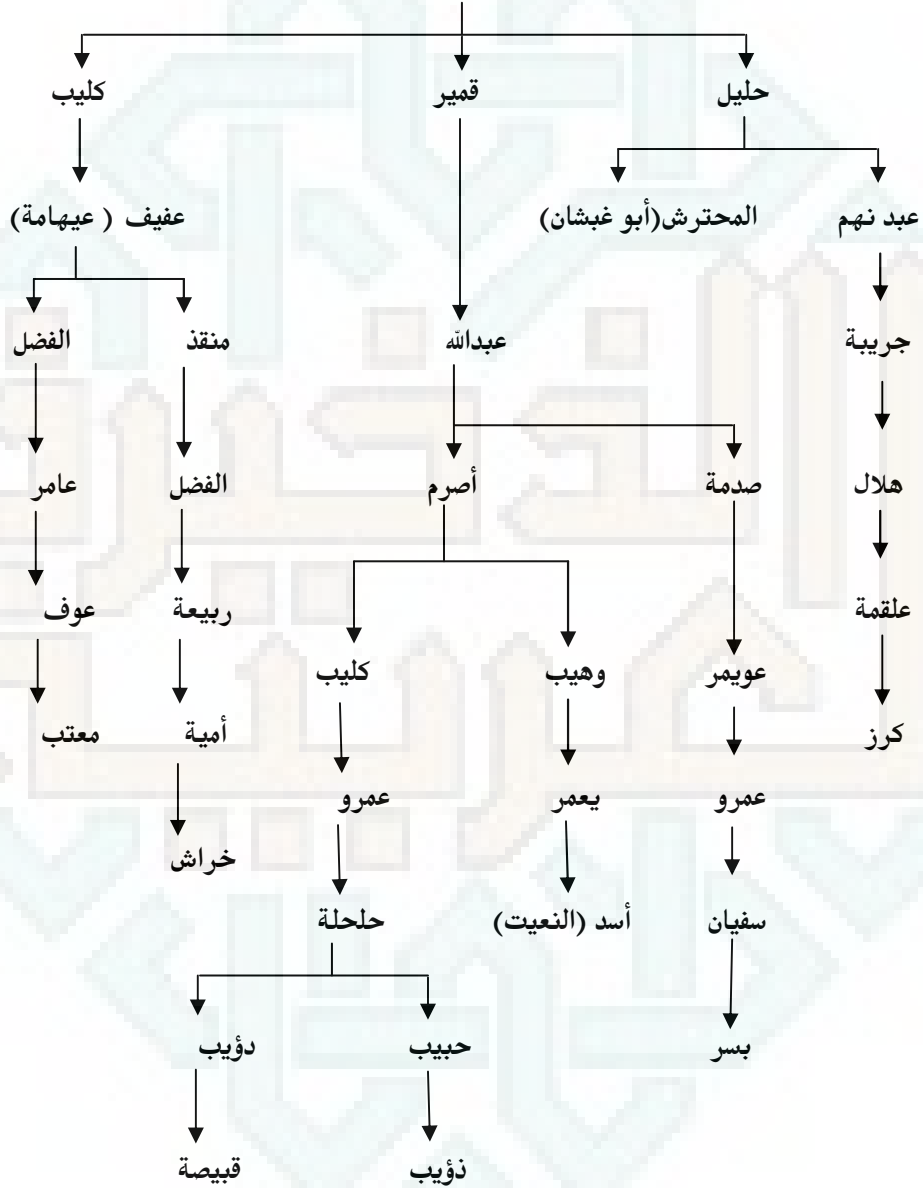 حليل قمير كليب
عبد نهم المحترش(أبو غبشان) عفيف ( عيهامة)
جريبة عبدالله منقذ الفضل
هلال صدمة أصرم الفضل عامر
علقمة ربيعة عوف
عويمر وهيب كليب
كرز أمية معتب
عمرو يعمر عمرو
خراش
سفيان أسد (النعيت) حلحلة
بسر حبيب دؤيب
ذؤيب قبيصة